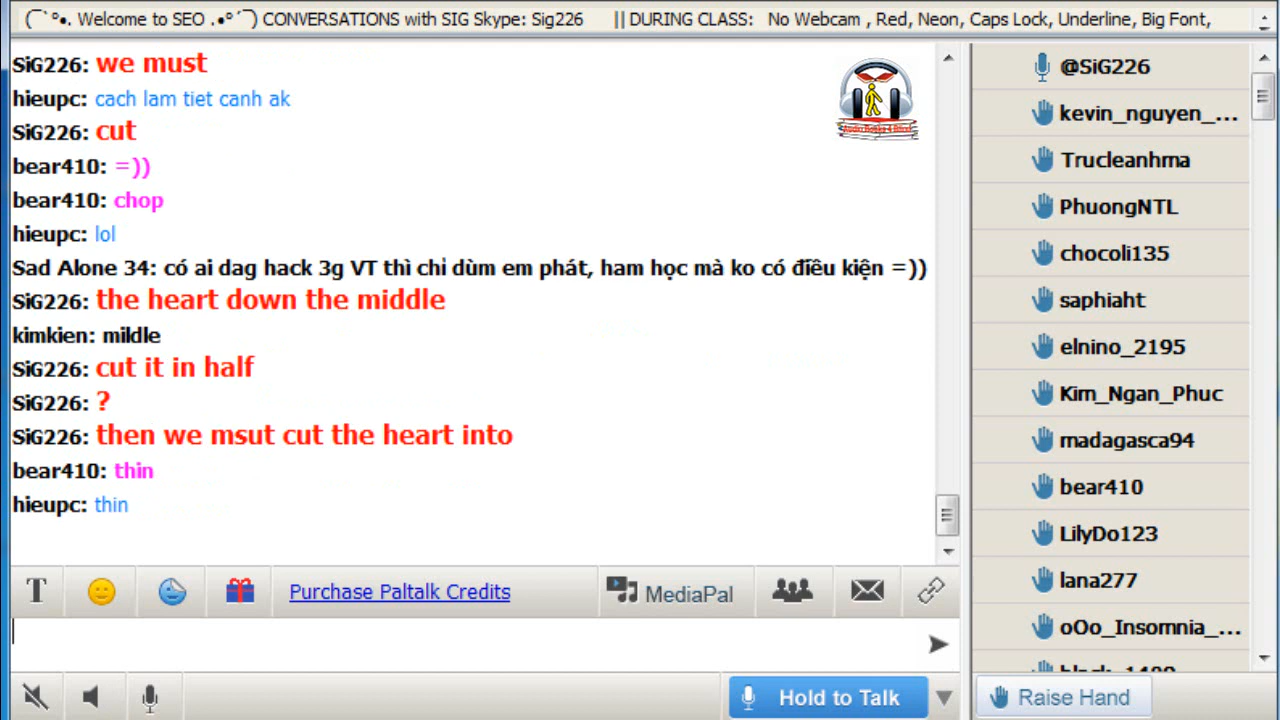 (¯`°•. Welcome to SEO .•°´¯) CONVERSATIONS with SIG Skype: Sig226 || DURING CLASS: No Webcam , Red, Neon, Caps Lock, Underline, Big Font,
SiG226: we must
hieupc: cach lam tiet canh ak
SiG226: cut
bear410: =))
bear410: chop
hieupc: lol
Sad Alone 34: có ai dag hack 3g VT thì chỉ dùm em phát, ham học mà ko có điều kiện =))
SiG226: the heart down the middle
kimkien: mildle
SiG226: cut it in half
SiG226: ?
SiG226: then we msut cut the heart into
bear410: thin
hieupc: thin
T
Purchase Paltalk Credits
MediaPal
Hold to Talk
@SiG226
kevin_nguyen_...
Trucleanhma
PhuongNTL
chocoli135
saphiaht
elnino_2195
Kim_Ngan_Phuc
madagasca94
bear410
LilyDo123
lana277
oOo_Insomnia_...
Raise Hand